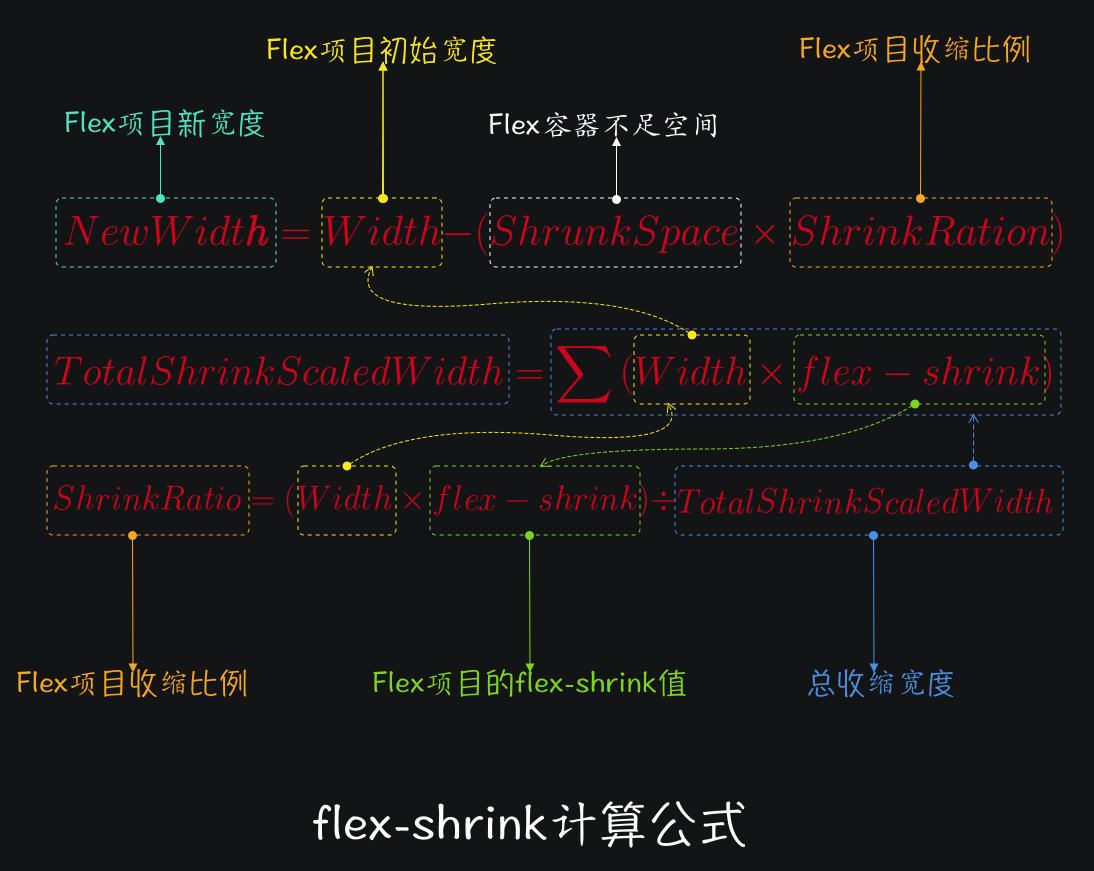 Flex项目初始宽度 Flex项目收缩比例
Flex项目新宽度 Flex容器不足空间
NewWidth = Width − (ShrunkSpace × ShrinkRation)
TotalShrinkScaledWidth = ∑ (Width × flex − shrink)
ShrinkRatio = (Width × flex − shrink) ÷ TotalShrinkScaledWidth
Flex项目收缩比例 Flex项目的flex-shrink值 总收缩宽度
flex-shrink计算公式